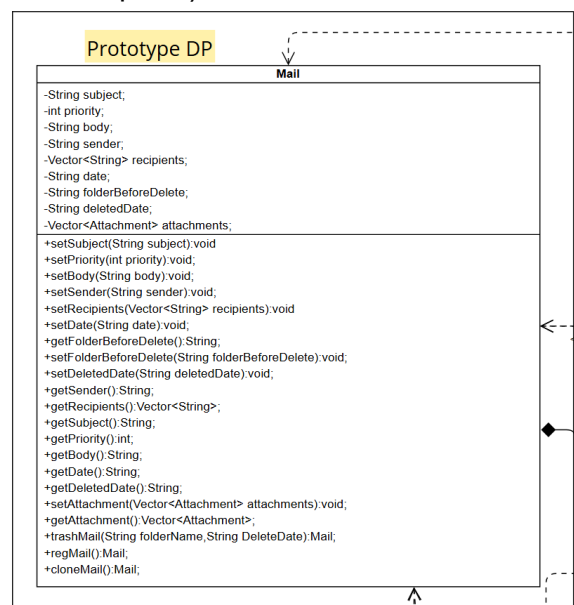 Prototype DP
Mail
-String subject;
-int priority;
-String body;
-String sender;
-Vector<String> recipients;
-String date;
-String folderBeforeDelete;
-String deletedDate;
-Vector<Attachment> attachments;
+setSubject(String subject):void
+setPriority(int priority):void;
+setBody(String body):void;
+setSender(String sender):void;
+setRecipients(Vector<String> recipients):void
+setDate(String date):void;
+getFolderBeforeDelete():String;
+setFolderBeforeDelete(String folderBeforeDelete):void;
+setDeletedDate(String deletedDate):void;
+getSender():String;
+getRecipients():Vector<String>;
+getSubject():String;
+getPriority():int;
+getBody():String;
+getDate():String;
+getDeletedDate():String;
+setAttachment(Vector<Attachment> attachments):void;
+getAttachment():Vector<Attachment>;
+trashMail(String folderName,String DeleteDate):Mail;
+regMail():Mail;
+cloneMail():Mail;